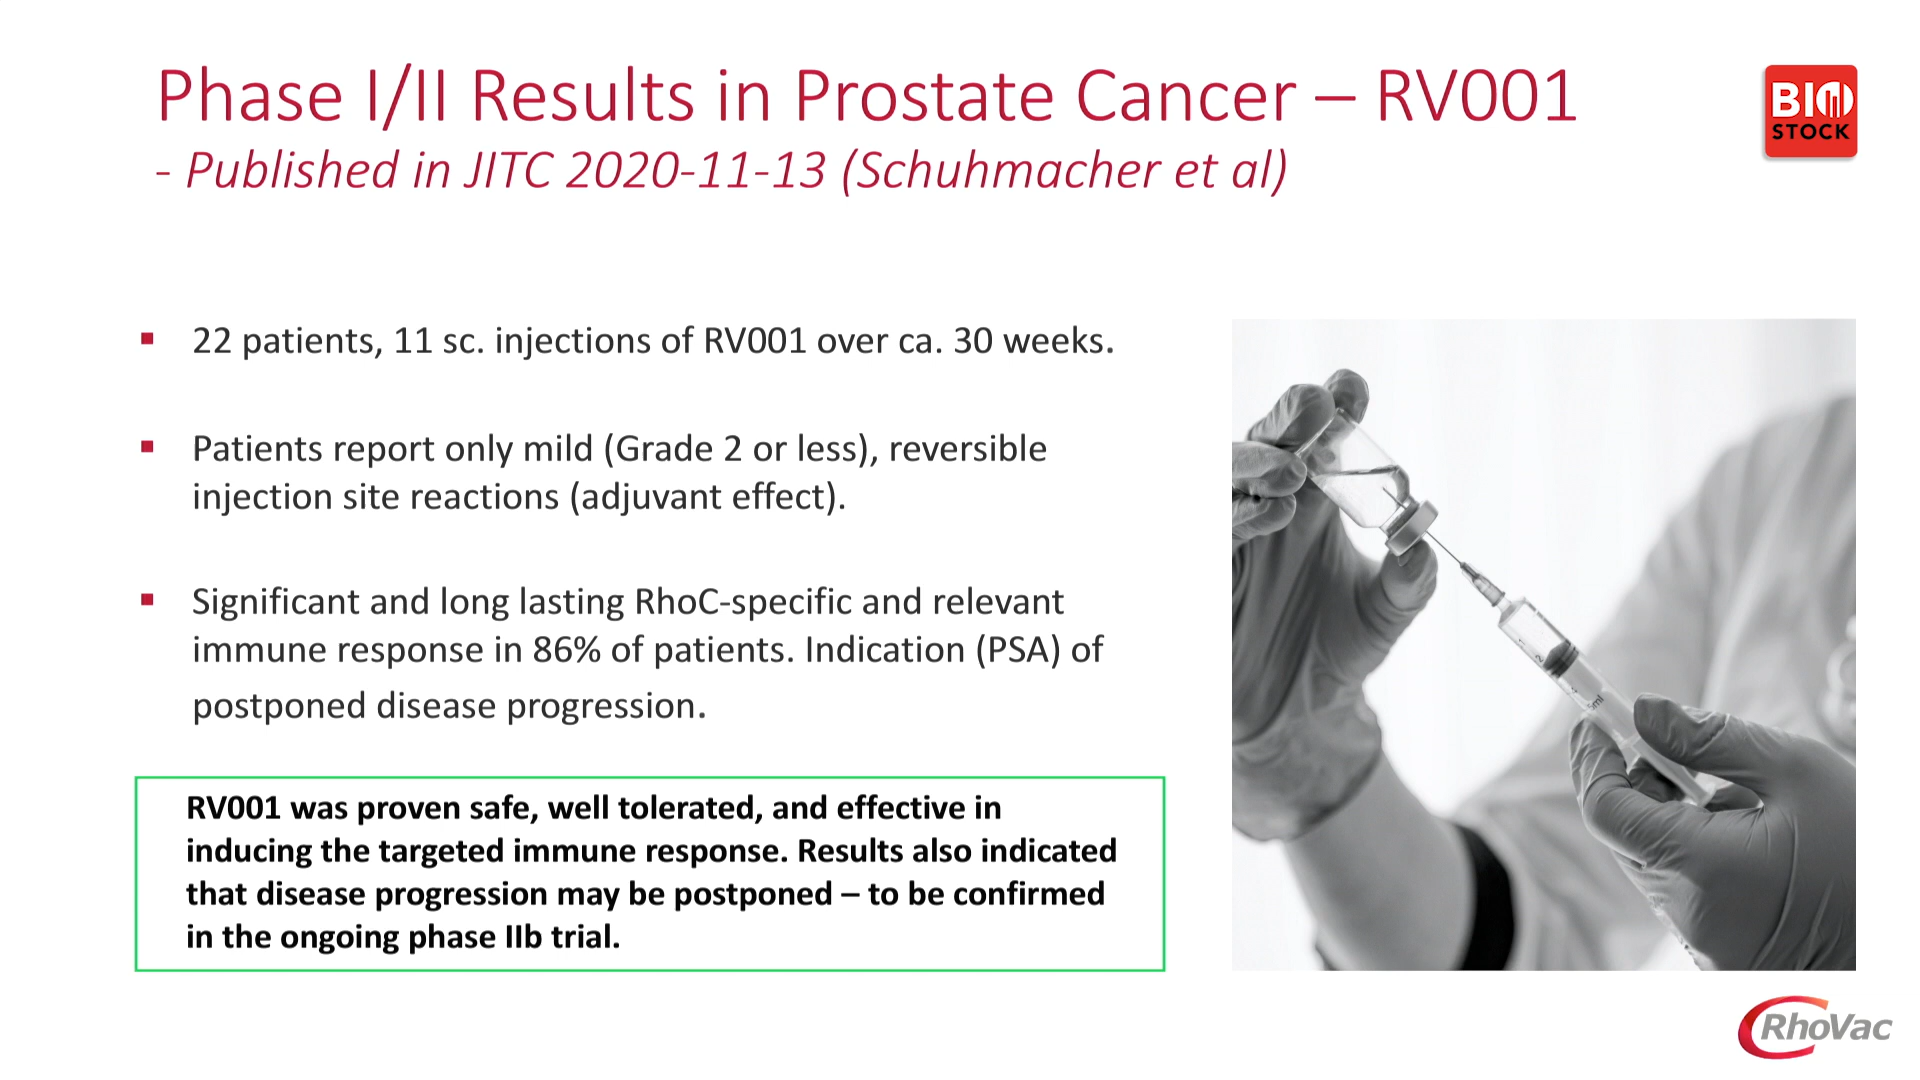 Phase I/II Results in Prostate Cancer – RV001
- Published in JITC 2020-11-13 (Schuhmacher et al)
BIO
STOCK
▪ 22 patients, 11 sc. injections of RV001 over ca. 30 weeks.
▪ Patients report only mild (Grade 2 or less), reversible
injection site reactions (adjuvant effect).
▪ Significant and long lasting RhoC-specific and relevant
immune response in 86% of patients. Indication (PSA) of
postponed disease progression.
RV001 was proven safe, well tolerated, and effective in
inducing the targeted immune response. Results also indicated
that disease progression may be postponed – to be confirmed
in the ongoing phase IIb trial.
2
5ml
RhoVac